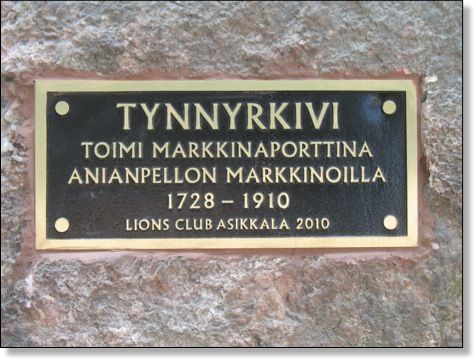 TYNNYRKIVI
TOIMI MARKKINAPORTTINA
ANIANPELLON MARKKINOILLA
1728 – 1910
LIONS CLUB ASIKKALA 2010